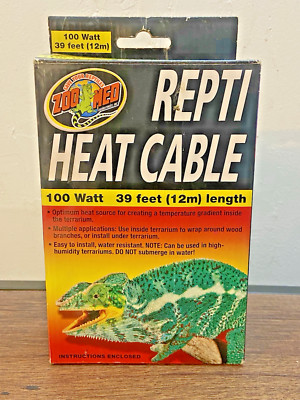 100 Watt
39 feet (12m)
ZOO MED
REPTI
HEAT CABLE
100 Watt 39 feet (12m) length
• Optimum heat source for creating a temperature gradient inside
the terrarium.
• Multiple applications: Use inside terrarium to wrap around wood
branches, or install under terrarium.
• Easy to install, water resistant. NOTE: Can be used in high-
humidity terrariums. DO NOT submerge in water!
INSTRUCTIONS ENCLOSED